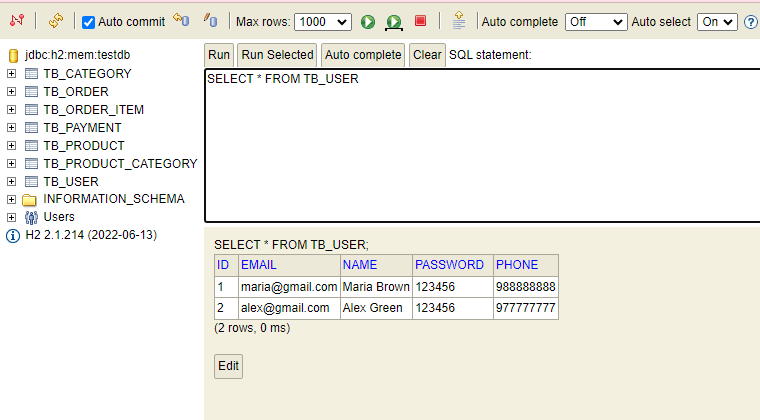 Auto commit Max rows: 1000 Auto complete Off Auto select On
jdbc:h2:mem:testdb
TB_CATEGORY
TB_ORDER
TB_ORDER_ITEM
TB_PAYMENT
TB_PRODUCT
TB_PRODUCT_CATEGORY
TB_USER
INFORMATION_SCHEMA
Users
H2 2.1.214 (2022-06-13)
Run Run Selected Auto complete Clear SQL statement:
SELECT * FROM TB_USER
SELECT * FROM TB_USER;
ID EMAIL NAME PASSWORD PHONE
1 maria@gmail.com Maria Brown 123456 988888888
2 alex@gmail.com Alex Green 123456 977777777
(2 rows, 0 ms)
Edit